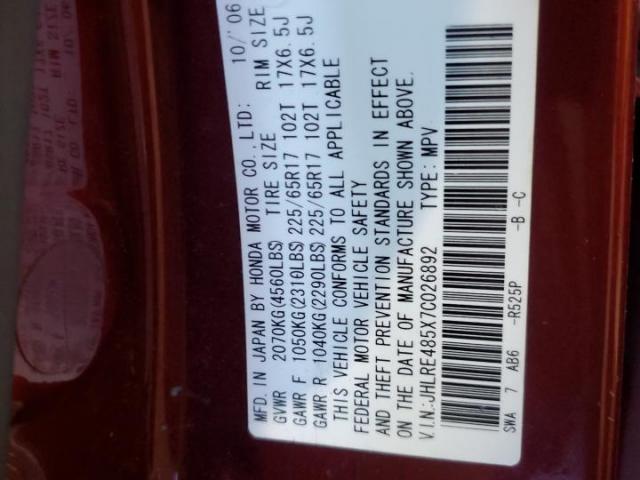 MFD. IN JAPAN BY HONDA MOTOR CO., LTD: 10/'06
GVWR 2070KG(4560LBS) TIRE SIZE RIM SIZE
GAWR F 1050KG(2310LBS) 225/65R17 102T 17X6.5J
GAWR R 1040KG(2290LBS) 225/65R17 102T 17X6.5J
THIS VEHICLE CONFORMS TO ALL APPLICABLE
FEDERAL MOTOR VEHICLE SAFETY
AND THEFT PREVENTION STANDARDS IN EFFECT
ON THE DATE OF MANUFACTURE SHOWN ABOVE.
V.I.N:JHLRE485X7C026892 TYPE: MPV
SWA 7 AB6 -R525P -B -C